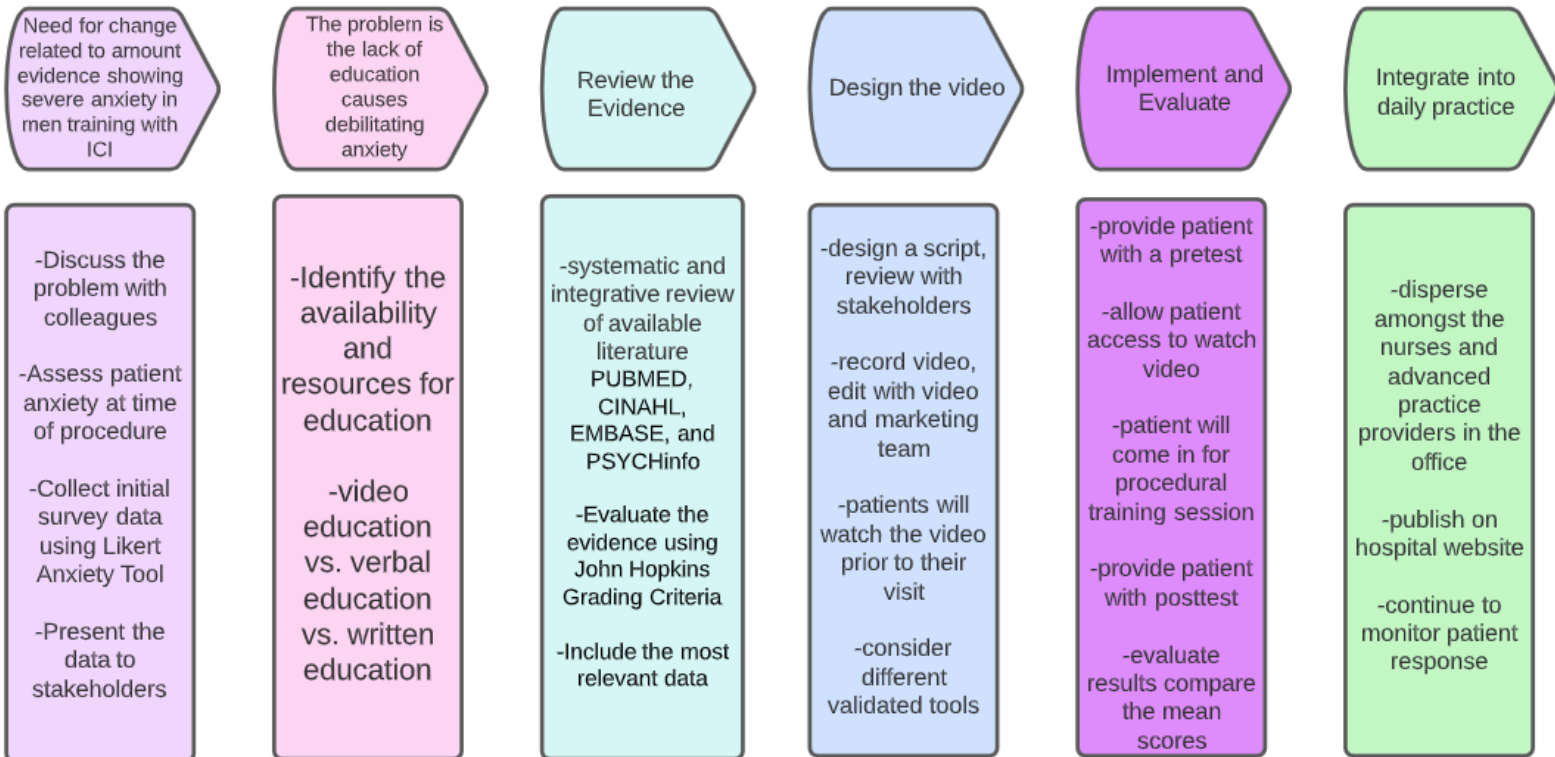 Need for change
related to amount
evidence showing
severe anxiety in
men training with
ICI
The problem is
the lack of
education
causes
debilitating
anxiety
Review the
Evidence
Design the video
Implement and
Evaluate
Integrate into
daily practice
-Discuss the
problem with
colleagues
-Assess patient
anxiety at time
of procedure
-Collect initial
survey data
using Likert
Anxiety Tool
-Present the
data to
stakeholders
-Identify the
availability
and
resources for
education
-video
education
vs. verbal
education
vs. written
education
-systematic and
integrative review
of available
literature
PUBMED,
CINAHL,
EMBASE, and
PSYCHinfo
-Evaluate the
evidence using
John Hopkins
Grading Criteria
-Include the most
relevant data
-design a script,
review with
stakeholders
-record video,
edit with video
and marketing
team
-patients will
watch the video
prior to their
visit
-consider
different
validated tools
-provide patient
with a pretest
-allow patient
access to watch
video
-patient will
come in for
procedural
training session
-provide patient
with posttest
-evaluate
results compare
the mean
scores
-disperse
amongst the
nurses and
advanced
practice
providers in the
office
-publish on
hospital website
-continue to
monitor patient
response